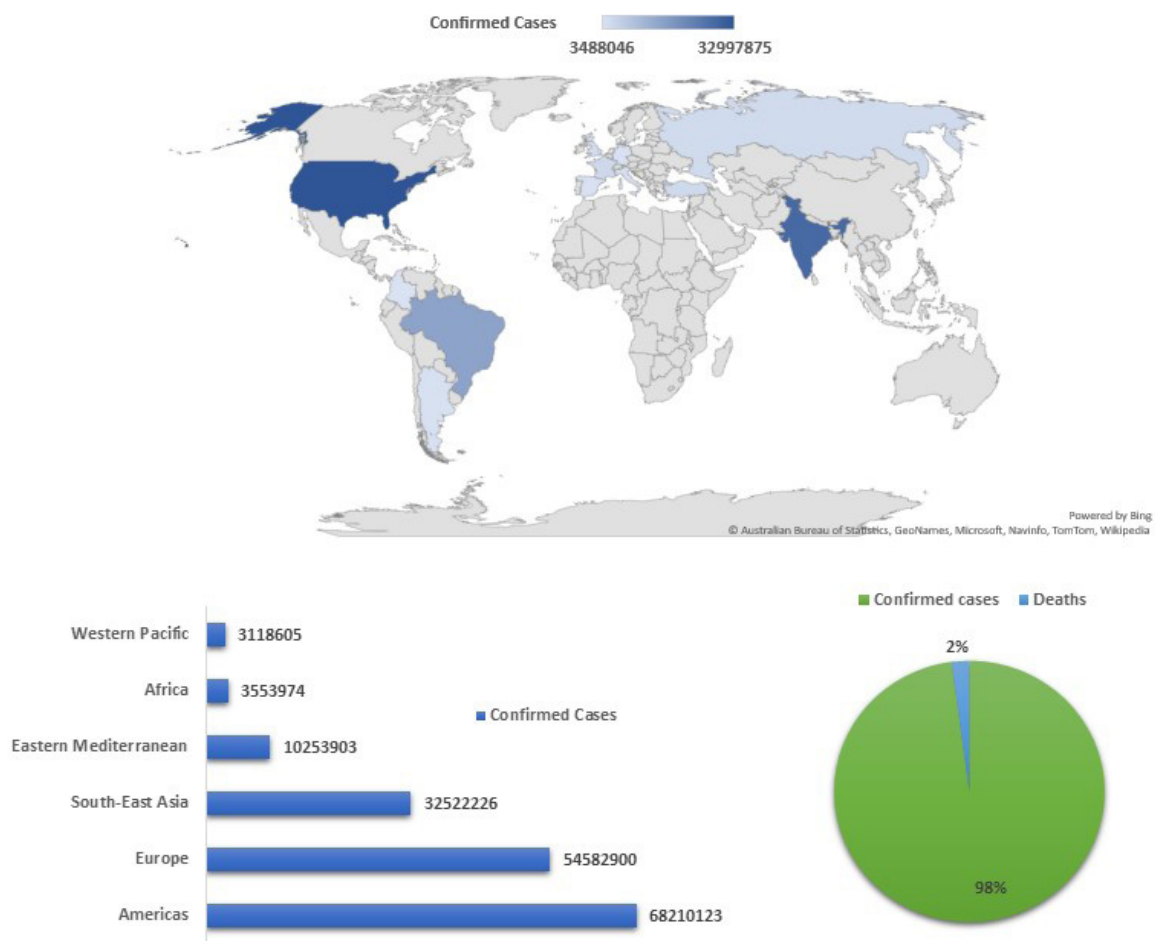 Confirmed Cases
3488046 32997875
Powered by Bing
© Australian Bureau of Statistics, GeoNames, Microsoft, Navinfo, TomTom, Wikipedia
Western Pacific 3118605
Africa 3553974
Confirmed Cases
Eastern Mediterranean 10253903
South-East Asia 32522226
Europe 54582900
Americas 68210123
Confirmed cases Deaths
2%
98%